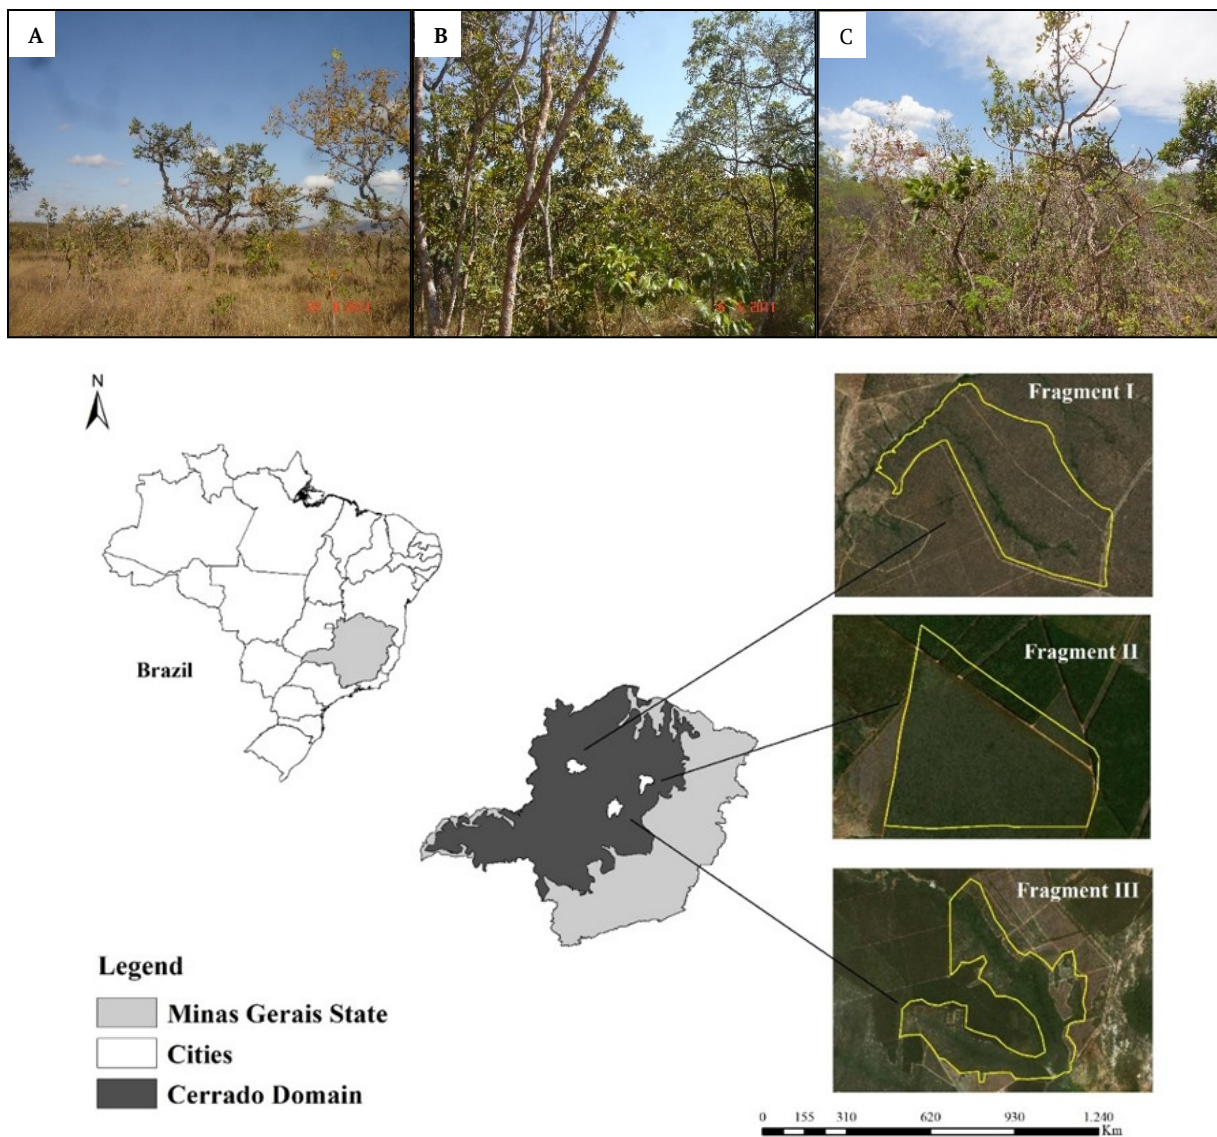 A
B
C
N
Fragment I
Brazil
Fragment II
Fragment III
Legend
Minas Gerais State
Cities
Cerrado Domain
0 155 310 620 930 1.240
Km